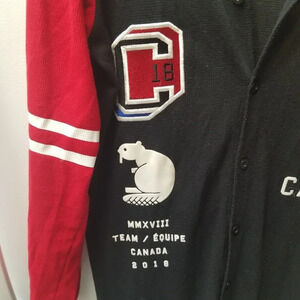 C
18
MMXVIII
TEAM / ÉQUIPE
CANADA
2018
CA